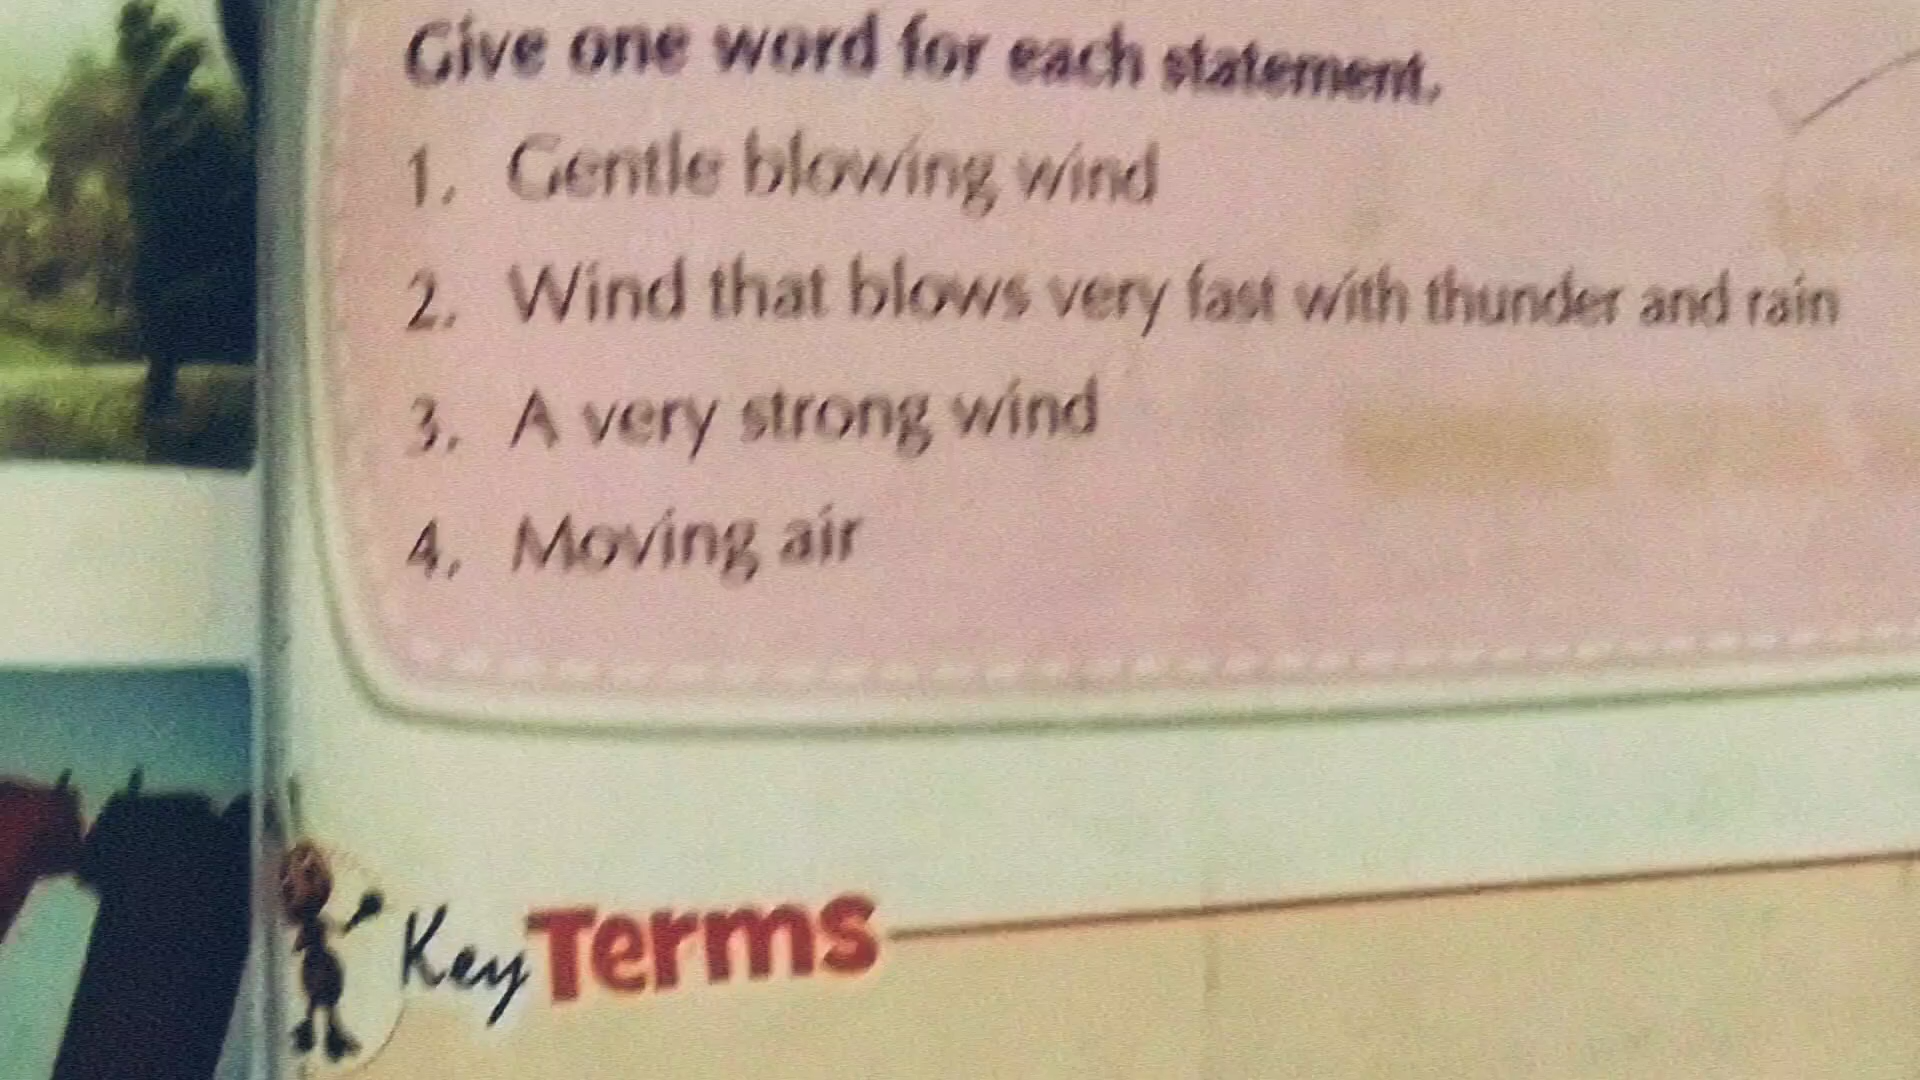 Give one word for each statement.
1. Gentle blowing wind
2. Wind that blows very fast with thunder and rain
3. A very strong wind
4. Moving air
Key Terms